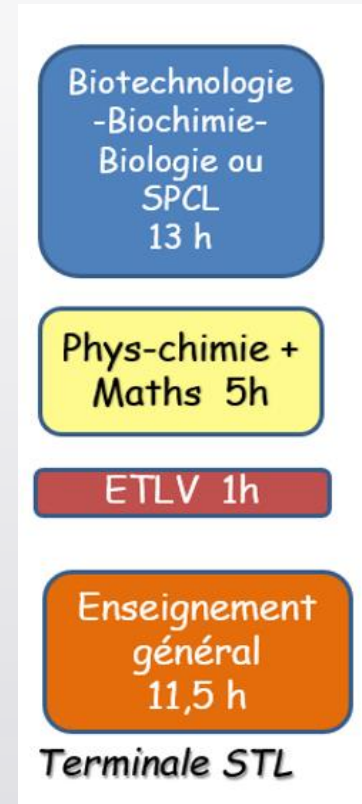 Biotechnologie
-Biochimie-
Biologie ou
SPCL
13 h
Phys-chimie +
Maths 5h
ETLV 1h
Enseignement
général
11,5 h
Terminale STL